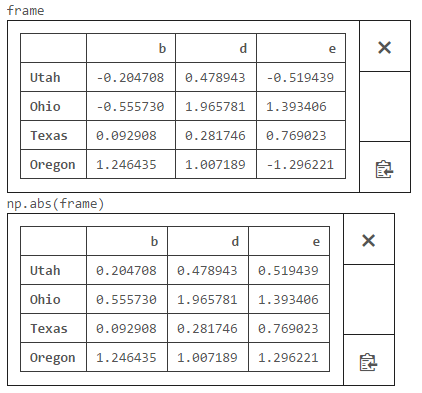 frame
b d e
Utah -0.204708 0.478943 -0.519439
Ohio -0.555730 1.965781 1.393406
Texas 0.092908 0.281746 0.769023
Oregon 1.246435 1.007189 -1.296221
np.abs(frame)
b d e
Utah 0.204708 0.478943 0.519439
Ohio 0.555730 1.965781 1.393406
Texas 0.092908 0.281746 0.769023
Oregon 1.246435 1.007189 1.296221